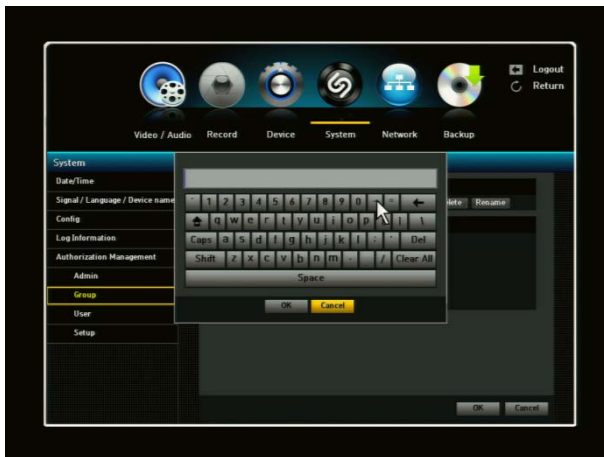 Logout
Return
Video / Audio Record Device System Network Backup
System
Date/Time
Signal / Language / Device name
Config
Log Information
Authorization Management
Admin
Group
User
Setup
Rename
` 1 2 3 4 5 6 7 8 9 0 - = ←
q w e r t y u i o p ] \
Caps a s d f g h j k l ; ' Del
Shift z x c v b n m , . / Clear All
Space
OK Cancel
OK Cancel